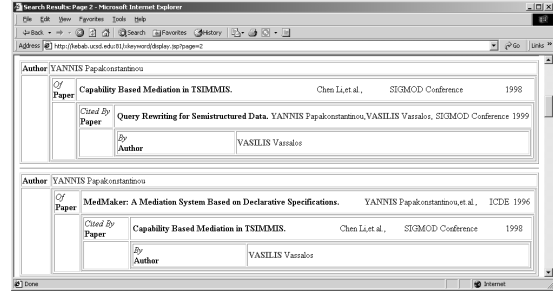 Search Results: Page 2 - Microsoft Internet Explorer
File Edit View Favorites Tools Help
Back Search Favorites History
Address http://kebab.ucsd.edu:81/xkeyword/display.jsp?page=2 Go Links »
Author YANNIS Papakonstantinou
Of Paper Capability Based Mediation in TSIMMIS. Chen Li,et.al., SIGMOD Conference 1998
Cited By Paper Query Rewriting for Semistructured Data. YANNIS Papakonstantinou,VASILIS Vassalos, SIGMOD Conference 1999
By Author VASILIS Vassalos
Author YANNIS Papakonstantinou
Of Paper MedMaker: A Mediation System Based on Declarative Specifications. YANNIS Papakonstantinou,et.al., ICDE 1996
Cited By Paper Capability Based Mediation in TSIMMIS. Chen Li,et.al., SIGMOD Conference 1998
By Author VASILIS Vassalos
Done Internet